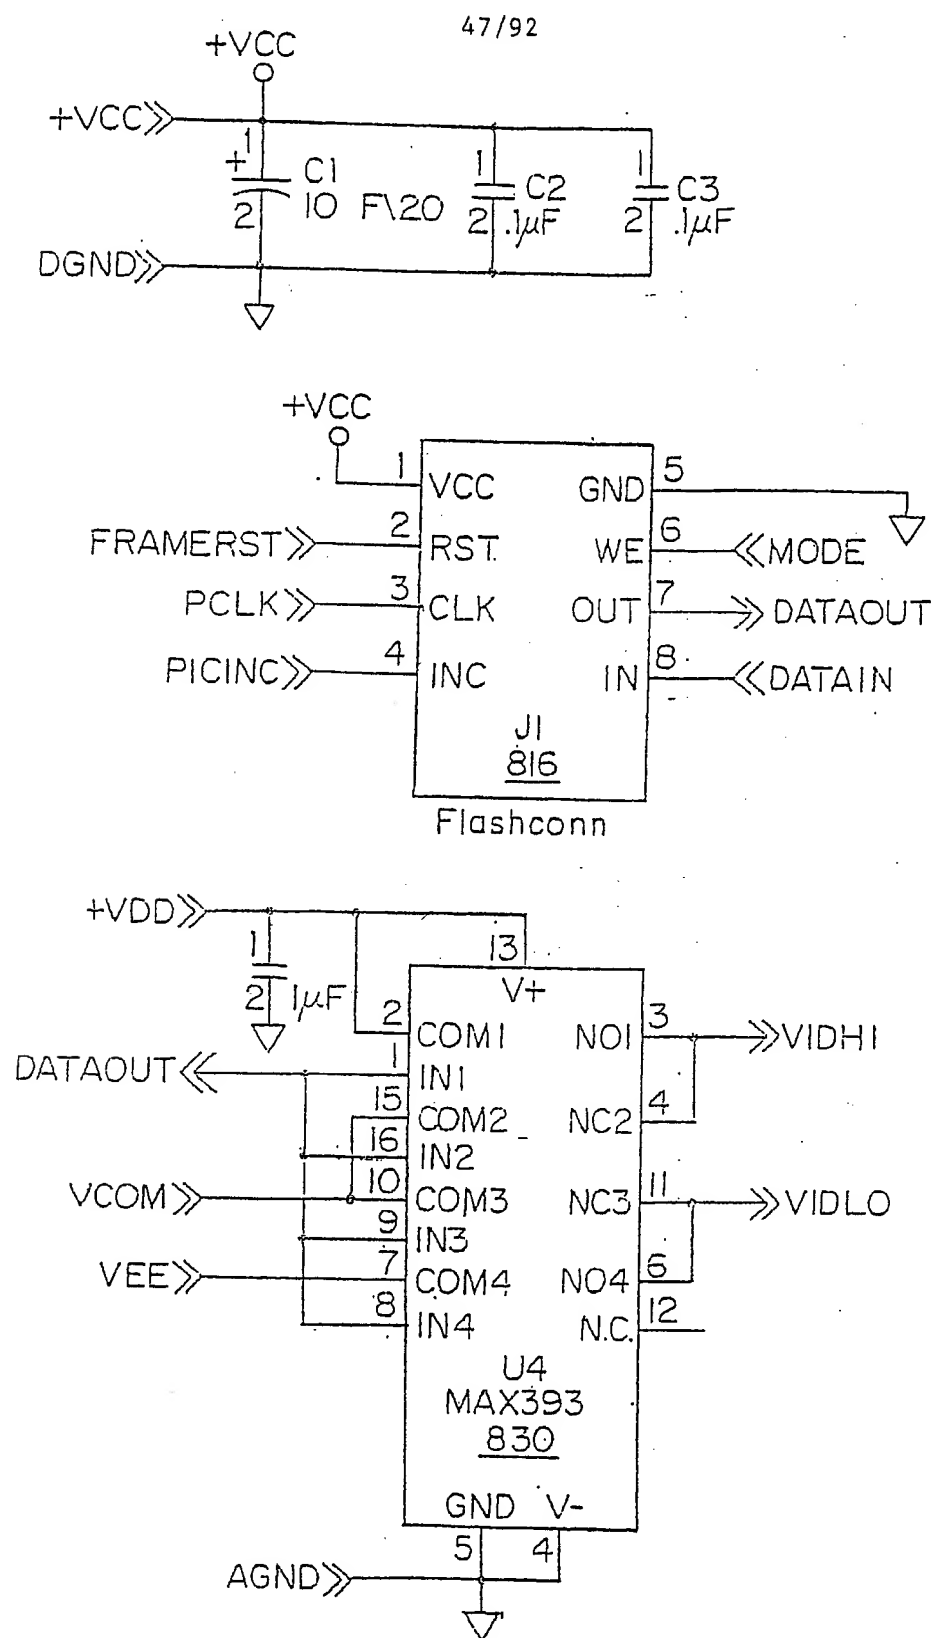 47/92
+VCC
+VCC
1
+
C1
10 F\20
2
1
C2
2
.1µF
1
C3
2
.1µF
DGND
+VCC
1
VCC
GND
5
FRAMERST
2
RST
WE
6
MODE
PCLK
3
CLK
OUT
7
DATAOUT
PICINC
4
INC
IN
8
DATAIN
J1
816
Flashconn
+VDD
1
2
1µF
13
V+
2
COM1
NO1
3
VIDHI
DATAOUT
1
IN1
15
COM2
NC2
4
16
IN2
VCOM
10
COM3
NC3
11
VIDLO
9
IN3
VEE
7
COM4
NO4
6
8
IN4
N.C.
12
U4
MAX393
830
GND V-
5
4
AGND